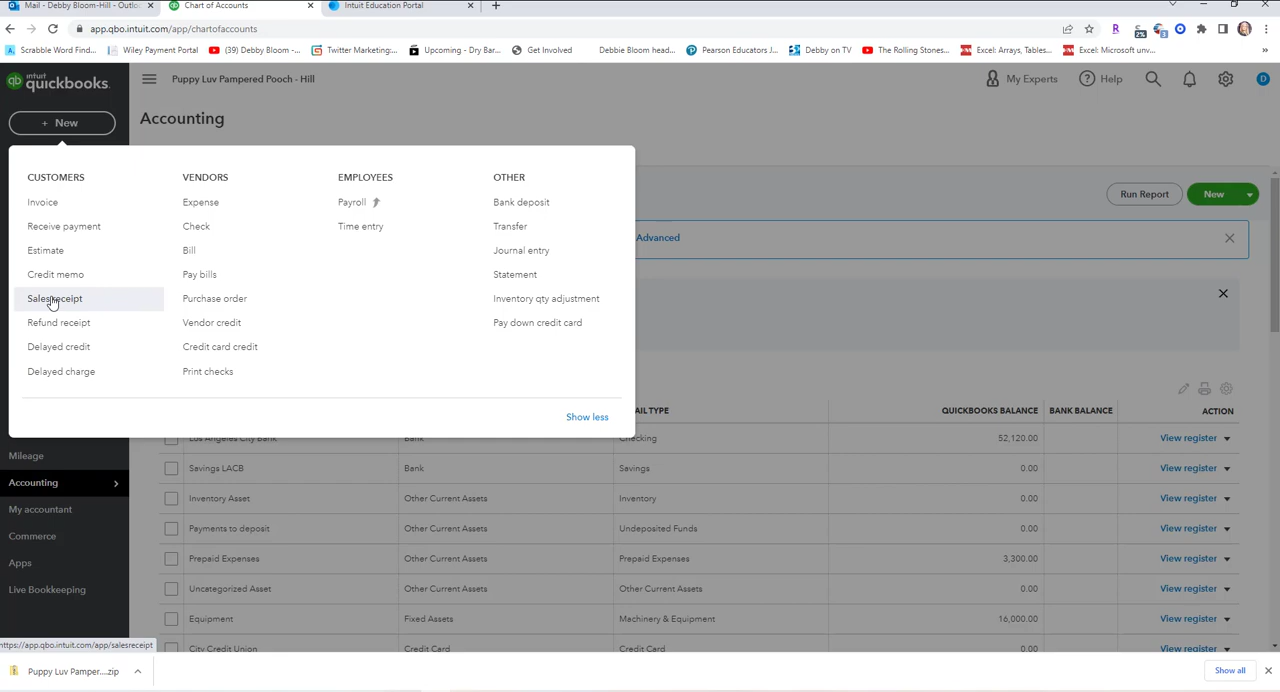 Mail - Debby Bloom-Hill - Outlo
Chart of Accounts
Intuit Education Portal
app.qbo.intuit.com/app/chartofaccounts
Scrabble Word Find...
Wiley Payment Portal
(39) Debby Bloom -...
Twitter Marketing:...
Upcoming - Dry Bar...
Get Involved
Debbie Bloom head...
Pearson Educators J...
Debby on TV
The Rolling Stones...
Excel: Arrays, Tables...
Excel: Microsoft unv...
»
intuit
quickbooks.
Puppy Luv Pampered Pooch - Hill
My Experts
Help
D
+ New
Accounting
CUSTOMERS
VENDORS
EMPLOYEES
OTHER
Invoice
Expense
Payroll
Bank deposit
Receive payment
Check
Time entry
Transfer
Estimate
Bill
Journal entry
Credit memo
Pay bills
Statement
Sales receipt
Purchase order
Inventory qty adjustment
Refund receipt
Vendor credit
Pay down credit card
Delayed credit
Credit card credit
Delayed charge
Print checks
Show less
Run Report
New
Advanced
AIL TYPE
QUICKBOOKS BALANCE
BANK BALANCE
ACTION
Los Angeles City Bank
Bank
Checking
52,120.00
View register
Savings LACB
Bank
Savings
0.00
View register
Inventory Asset
Other Current Assets
Inventory
0.00
View register
Payments to deposit
Other Current Assets
Undeposited Funds
0.00
View register
Prepaid Expenses
Other Current Assets
Prepaid Expenses
3,300.00
View register
Uncategorized Asset
Other Current Assets
Other Current Assets
0.00
View register
Equipment
Fixed Assets
Machinery & Equipment
16,000.00
View register
City Credit Union
Credit Card
Credit Card
0.00
View register
Mileage
Accounting
My accountant
Commerce
Apps
Live Bookkeeping
https://app.qbo.intuit.com/app/salesreceipt
Puppy Luv Pamper....zip
Show all